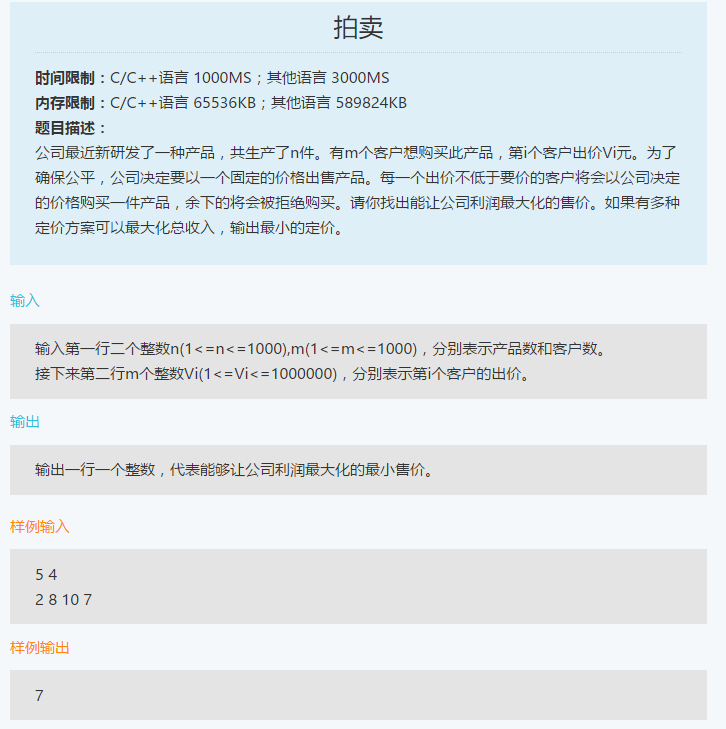 拍卖
时间限制：C/C++语言 1000MS；其他语言 3000MS
内存限制：C/C++语言 65536KB；其他语言 589824KB
题目描述：
公司最近新研发了一种产品，共生产了n件。有m个客户想购买此产品，第i个客户出价Vi元。为了
确保公平，公司决定要以一个固定的价格出售产品。每一个出价不低于要价的客户将会以公司决定
的价格购买一件产品，余下的将会被拒绝购买。请你找出能让公司利润最大化的售价。如果有多种
定价方案可以最大化总收入，输出最小的定价。
输入
输入第一行二个整数n(1<=n<=1000),m(1<=m<=1000)，分别表示产品数和客户数。
接下来第二行m个整数Vi(1<=Vi<=1000000)，分别表示第i个客户的出价。
输出
输出一行一个整数，代表能够让公司利润最大化的最小售价。
样例输入
5 4
2 8 10 7
样例输出
7